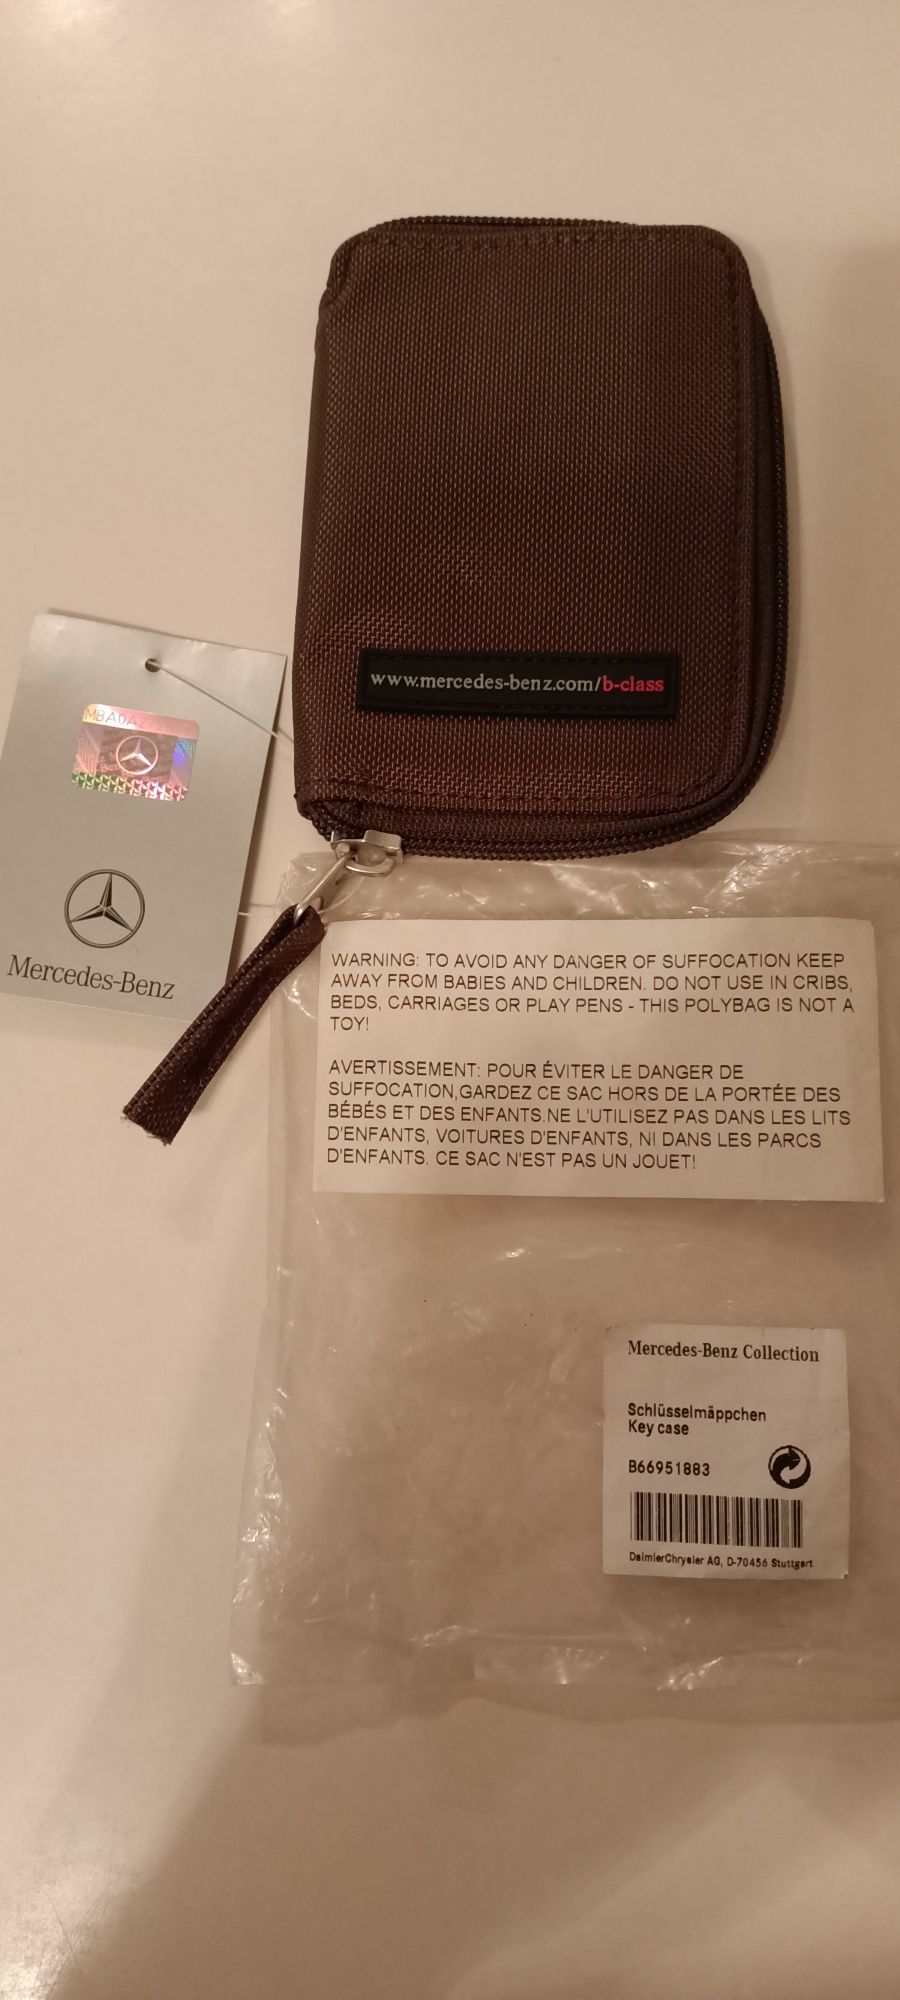 www.mercedes-benz.com/b-class
Mercedes-Benz
WARNING: TO AVOID ANY DANGER OF SUFFOCATION KEEP
AWAY FROM BABIES AND CHILDREN. DO NOT USE IN CRIBS,
BEDS, CARRIAGES OR PLAY PENS - THIS POLYBAG IS NOT A
TOY!
AVERTISSEMENT: POUR ÉVITER LE DANGER DE
SUFFOCATION,GARDEZ CE SAC HORS DE LA PORTÉE DES
BÉBÉS ET DES ENFANTS.NE L'UTILISEZ PAS DANS LES LITS
D'ENFANTS, VOITURES D'ENFANTS, NI DANS LES PARCS
D'ENFANTS. CE SAC N'EST PAS UN JOUET!
Mercedes-Benz Collection
Schlüsselmäppchen
Key case
B66951883
DaimlerChrysler AG, D-70456 Stuttgart